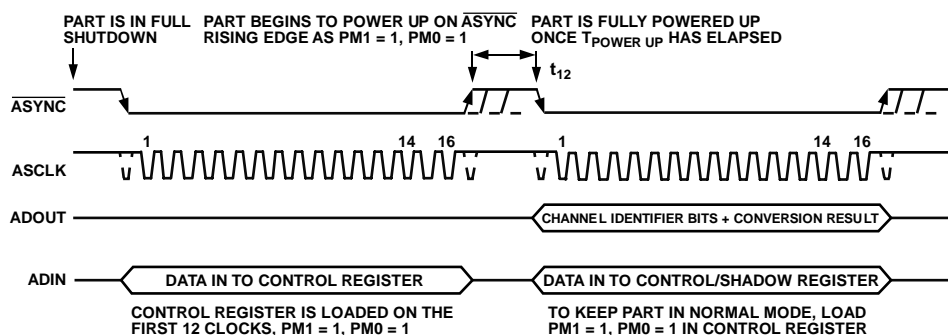 PART IS IN FULL
SHUTDOWN
PART BEGINS TO POWER UP ON ASYNC
RISING EDGE AS PM1 = 1, PM0 = 1
PART IS FULLY POWERED UP
ONCE TPOWER UP HAS ELAPSED
t12
ASYNC
1
14
16
1
14
16
ASCLK
ADOUT
CHANNEL IDENTIFIER BITS + CONVERSION RESULT
ADIN
DATA IN TO CONTROL REGISTER
DATA IN TO CONTROL/SHADOW REGISTER
CONTROL REGISTER IS LOADED ON THE
FIRST 12 CLOCKS, PM1 = 1, PM0 = 1
TO KEEP PART IN NORMAL MODE, LOAD
PM1 = 1, PM0 = 1 IN CONTROL REGISTER